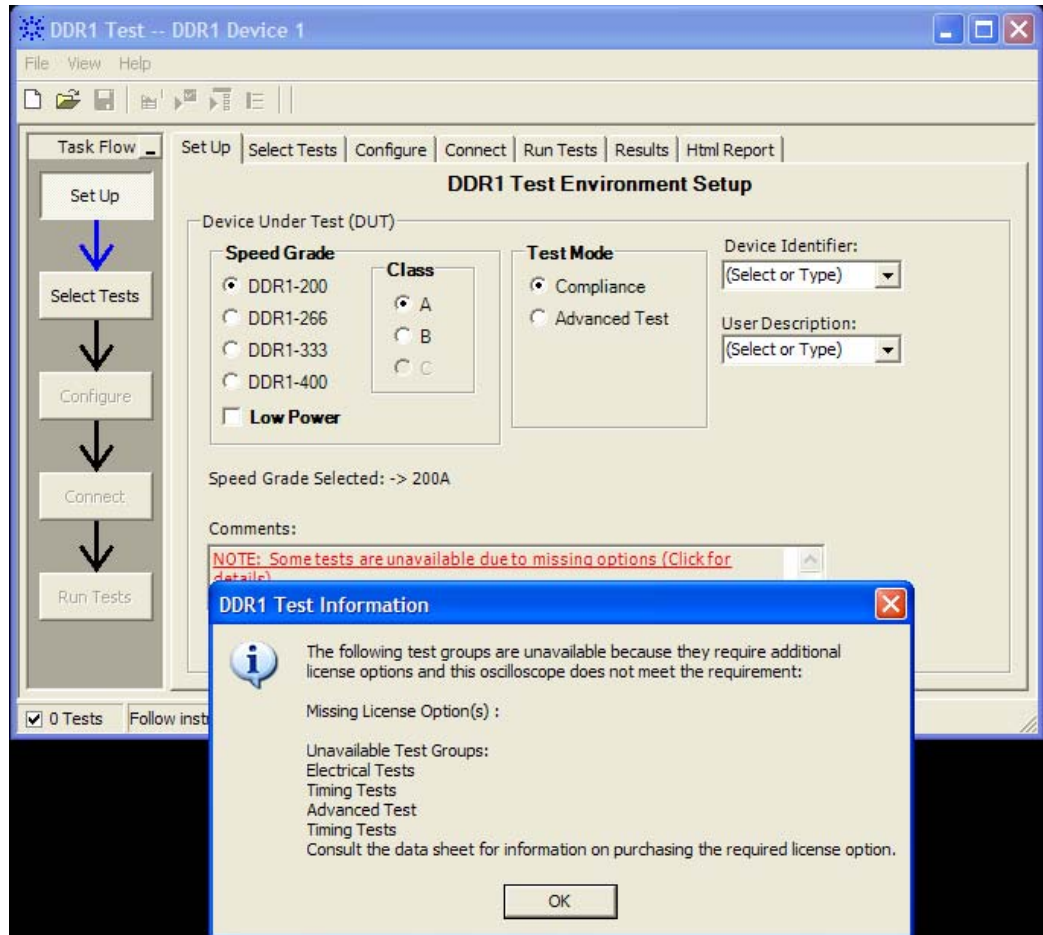 DDR1 Test -- DDR1 Device 1
File View Help
Task Flow
Set Up
Select Tests
Configure
Connect
Run Tests
Set Up Select Tests Configure Connect Run Tests Results Html Report
DDR1 Test Environment Setup
Device Under Test (DUT)
Speed Grade
DDR1-200
DDR1-266
DDR1-333
DDR1-400
Low Power
Class
A
B
C
Test Mode
Compliance
Advanced Test
Device Identifier:
(Select or Type)
User Description:
(Select or Type)
Speed Grade Selected: -> 200A
Comments:
NOTE: Some tests are unavailable due to missing options (Click for
details)
0 Tests Follow inst
DDR1 Test Information
The following test groups are unavailable because they require additional
license options and this oscilloscope does not meet the requirement:
Missing License Option(s) :
Unavailable Test Groups:
Electrical Tests
Timing Tests
Advanced Test
Timing Tests
Consult the data sheet for information on purchasing the required license option.
OK